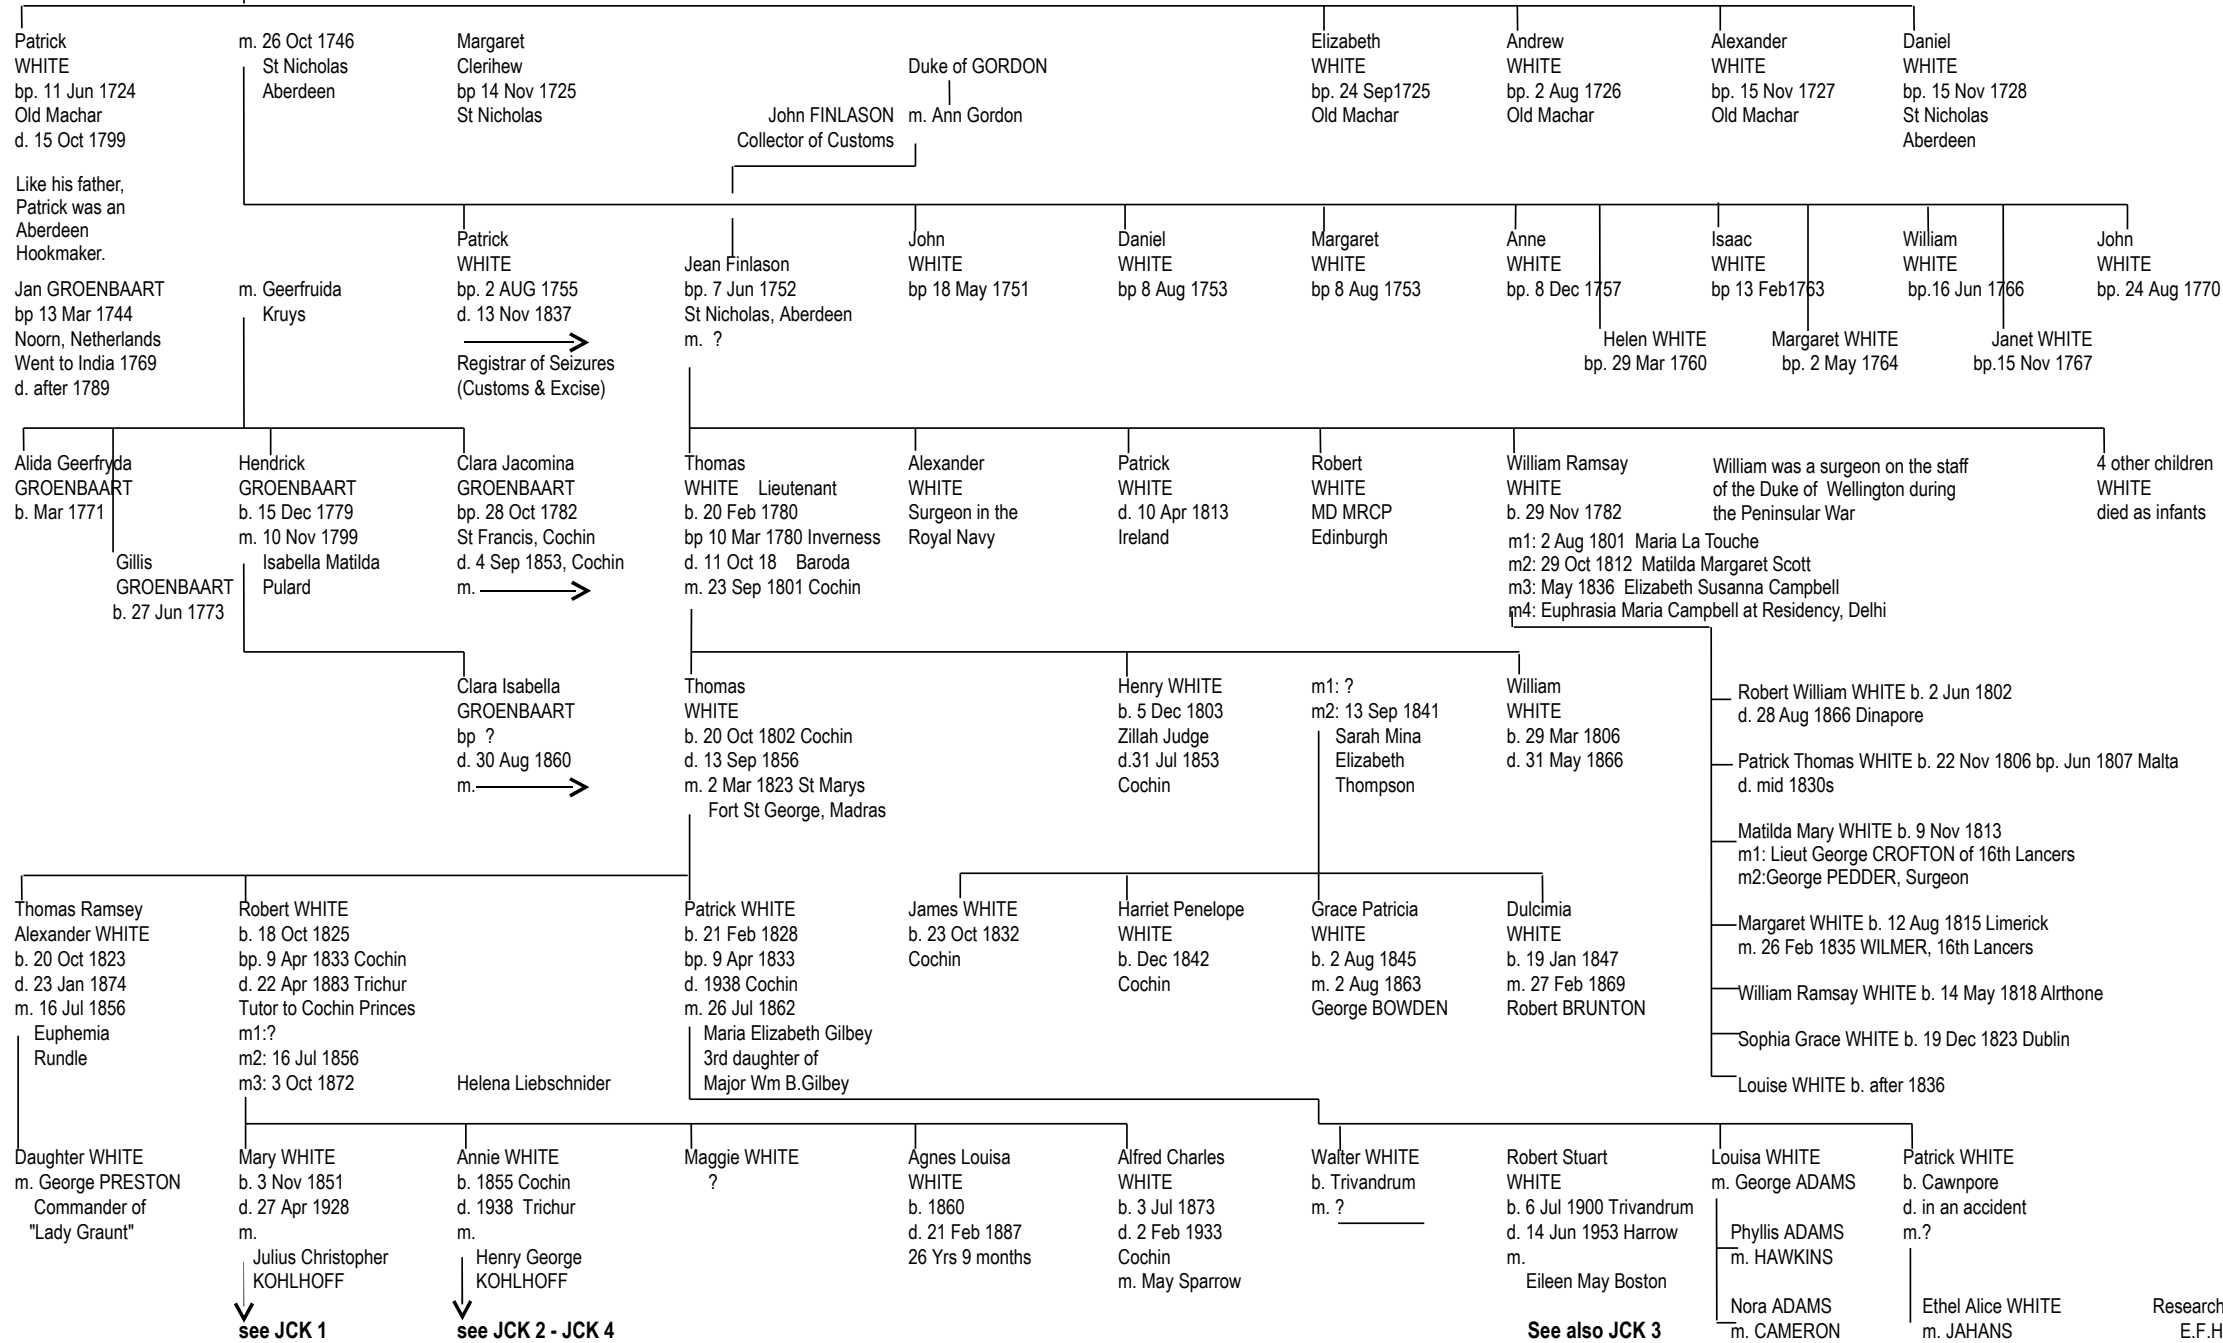 Patrick
WHITE
bp. 11 Jun 1724
Old Machar
d. 15 Oct 1799
m. 26 Oct 1746
St Nicholas
Aberdeen
Margaret
Clerihew
bp 14 Nov 1725
St Nicholas
Duke of GORDON
John FINLASON m. Ann Gordon
Collector of Customs
Elizabeth
WHITE
bp. 24 Sep1725
Old Machar
Andrew
WHITE
bp. 2 Aug 1726
Old Machar
Alexander
WHITE
bp. 15 Nov 1727
Old Machar
Daniel
WHITE
bp. 15 Nov 1728
St Nicholas
Aberdeen
Like his father,
Patrick was an
Aberdeen
Hookmaker.
Jan GROENBAART
bp 13 Mar 1744
Noorn, Netherlands
Went to India 1769
d. after 1789
m. Geerfruida
Kruys
Patrick
WHITE
bp. 2 AUG 1755
d. 13 Nov 1837
Registrar of Seizures
(Customs & Excise)
Jean Finlason
bp. 7 Jun 1752
St Nicholas, Aberdeen
m. ?
John
WHITE
bp 18 May 1751
Daniel
WHITE
bp 8 Aug 1753
Margaret
WHITE
bp 8 Aug 1753
Anne
WHITE
bp. 8 Dec 1757
Helen WHITE
bp. 29 Mar 1760
Isaac
WHITE
bp 13 Feb1763
Margaret WHITE
bp. 2 May 1764
William
WHITE
bp.16 Jun 1766
Janet WHITE
bp.15 Nov 1767
John
WHITE
bp. 24 Aug 1770
Alida Geerfryda
GROENBAART
b. Mar 1771
Gillis
GROENBAART
b. 27 Jun 1773
Hendrick
GROENBAART
b. 15 Dec 1779
m. 10 Nov 1799
Isabella Matilda
Pulard
Clara Jacomina
GROENBAART
bp. 28 Oct 1782
St Francis, Cochin
d. 4 Sep 1853, Cochin
m.
Thomas
WHITE Lieutenant
b. 20 Feb 1780
bp 10 Mar 1780 Inverness
d. 11 Oct 18 Baroda
m. 23 Sep 1801 Cochin
Alexander
WHITE
Surgeon in the
Royal Navy
Patrick
WHITE
d. 10 Apr 1813
Ireland
Robert
WHITE
MD MRCP
Edinburgh
William Ramsay
WHITE
b. 29 Nov 1782
m1: 2 Aug 1801 Maria La Touche
m2: 29 Oct 1812 Matilda Margaret Scott
m3: May 1836 Elizabeth Susanna Campbell
m4: Euphrasia Maria Campbell at Residency, Delhi
William was a surgeon on the staff
of the Duke of Wellington during
the Peninsular War
4 other children
WHITE
died as infants
Clara Isabella
GROENBAART
bp ?
d. 30 Aug 1860
m.
Thomas
WHITE
b. 20 Oct 1802 Cochin
d. 13 Sep 1856
m. 2 Mar 1823 St Marys
Fort St George, Madras
Henry WHITE
b. 5 Dec 1803
Zillah Judge
d.31 Jul 1853
Cochin
m1: ?
m2: 13 Sep 1841
Sarah Mina
Elizabeth
Thompson
William
WHITE
b. 29 Mar 1806
d. 31 May 1866
Robert William WHITE b. 2 Jun 1802
d. 28 Aug 1866 Dinapore
Patrick Thomas WHITE b. 22 Nov 1806 bp. Jun 1807 Malta
d. mid 1830s
Matilda Mary WHITE b. 9 Nov 1813
m1: Lieut George CROFTON of 16th Lancers
m2:George PEDDER, Surgeon
Margaret WHITE b. 12 Aug 1815 Limerick
m. 26 Feb 1835 WILMER, 16th Lancers
William Ramsay WHITE b. 14 May 1818 Alrthone
Sophia Grace WHITE b. 19 Dec 1823 Dublin
Louise WHITE b. after 1836
Thomas Ramsey
Alexander WHITE
b. 20 Oct 1823
d. 23 Jan 1874
m. 16 Jul 1856
Euphemia
Rundle
Robert WHITE
b. 18 Oct 1825
bp. 9 Apr 1833 Cochin
d. 22 Apr 1883 Trichur
Tutor to Cochin Princes
m1:?
m2: 16 Jul 1856
m3: 3 Oct 1872 Helena Liebschnider
Patrick WHITE
b. 21 Feb 1828
bp. 9 Apr 1833
d. 1938 Cochin
m. 26 Jul 1862
Maria Elizabeth Gilbey
3rd daughter of
Major Wm B.Gilbey
James WHITE
b. 23 Oct 1832
Cochin
Harriet Penelope
WHITE
b. Dec 1842
Cochin
Grace Patricia
WHITE
b. 2 Aug 1845
m. 2 Aug 1863
George BOWDEN
Dulcimia
WHITE
b. 19 Jan 1847
m. 27 Feb 1869
Robert BRUNTON
Daughter WHITE
m. George PRESTON
Commander of
"Lady Graunt"
Mary WHITE
b. 3 Nov 1851
d. 27 Apr 1928
m.
Julius Christopher
KOHLHOFF
see JCK 1
Annie WHITE
b. 1855 Cochin
d. 1938 Trichur
m.
Henry George
KOHLHOFF
see JCK 2 - JCK 4
Maggie WHITE
?
Agnes Louisa
WHITE
b. 1860
d. 21 Feb 1887
26 Yrs 9 months
Alfred Charles
WHITE
b. 3 Jul 1873
d. 2 Feb 1933
Cochin
m. May Sparrow
Walter WHITE
b. Trivandrum
m. ?
Robert Stuart
WHITE
b. 6 Jul 1900 Trivandrum
d. 14 Jun 1953 Harrow
m.
Eileen May Boston
See also JCK 3
Louisa WHITE
m. George ADAMS
Phyllis ADAMS
m. HAWKINS
Nora ADAMS
m. CAMERON
Patrick WHITE
b. Cawnpore
d. in an accident
m.?
Ethel Alice WHITE
m. JAHANS
Research
E.F.H